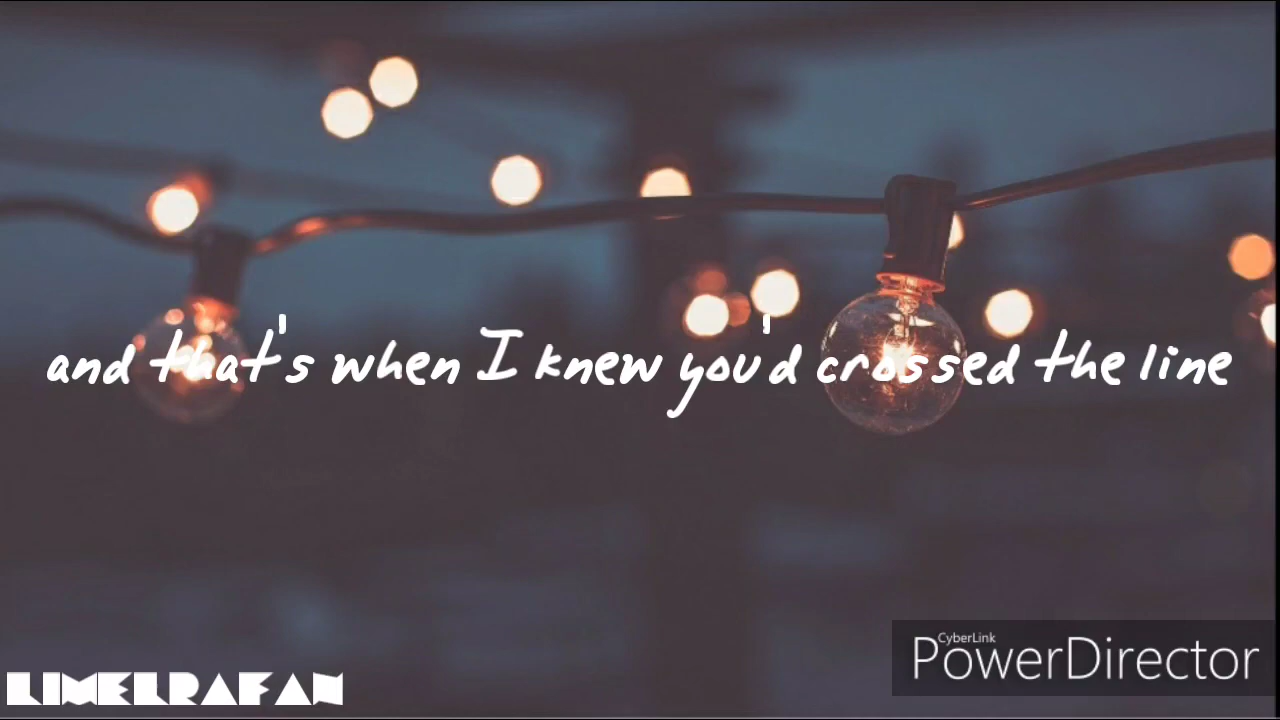 and that's when I knew you'd crossed the line
CyberLink
PowerDirector
LIMELRAFAN